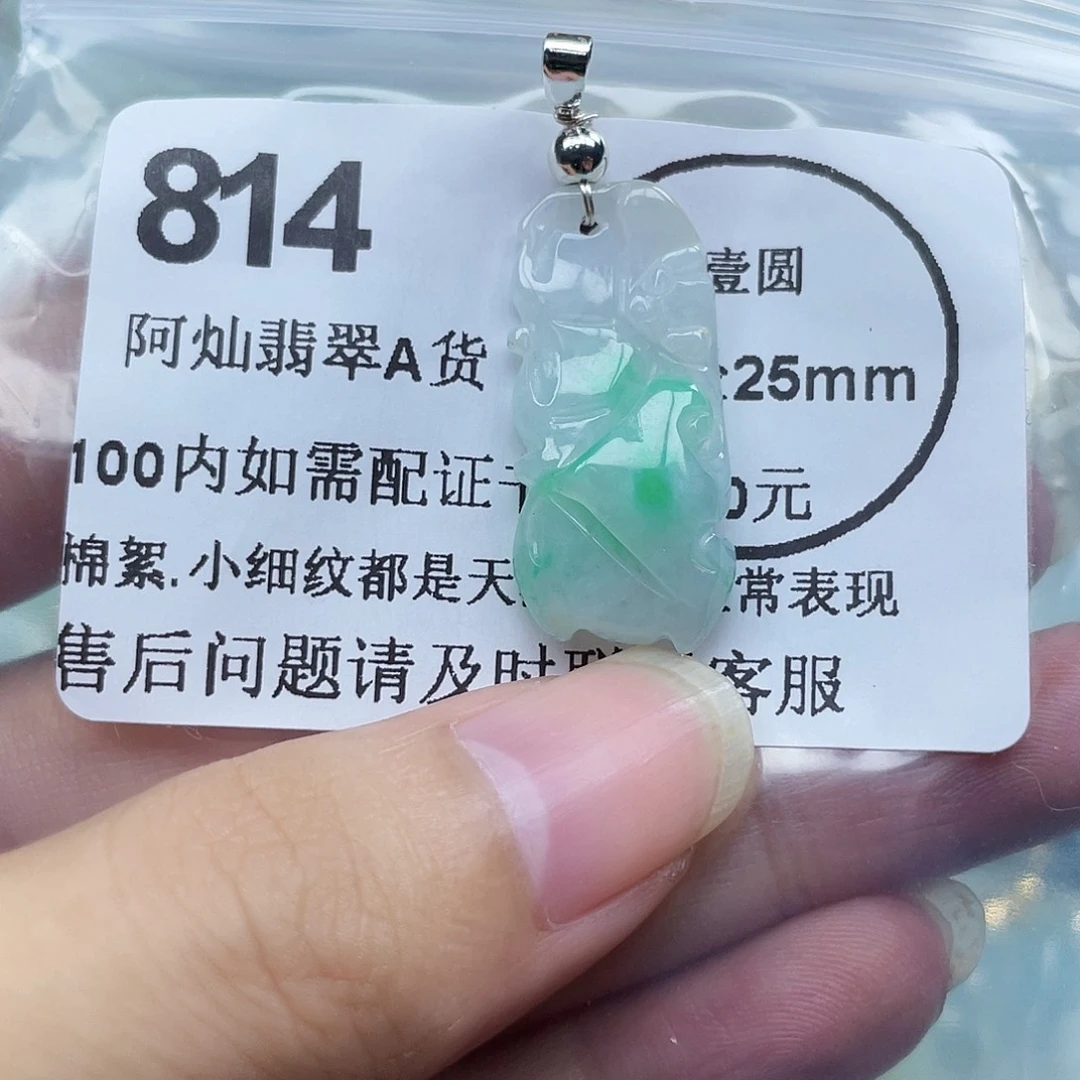 814
阿灿翡翠A货
壹圆
25mm
100内如需配证
0元
棉絮.小细纹都是天
常表现
售后问题请及时
客服